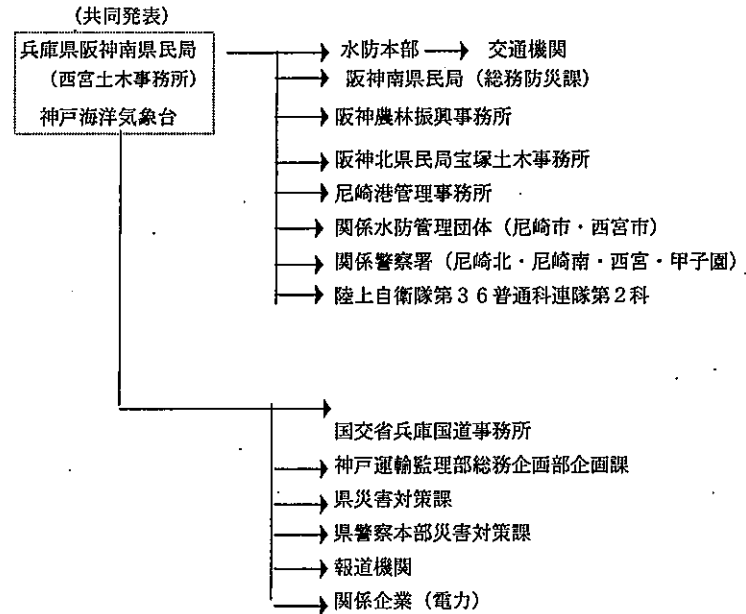 (共同発表)
兵庫県阪神南県民局
(西宮土木事務所)
神戸海洋気象台
水防本部 → 交通機関
阪神南県民局（総務防災課）
阪神農林振興事務所
阪神北県民局宝塚土木事務所
尼崎港管理事務所
関係水防管理団体（尼崎市・西宮市）
関係警察署（尼崎北・尼崎南・西宮・甲子園）
陸上自衛隊第３６普通科連隊第２科
国交省兵庫国道事務所
神戸運輸監理部総務企画部企画課
県災害対策課
県警察本部災害対策課
報道機関
関係企業（電力）